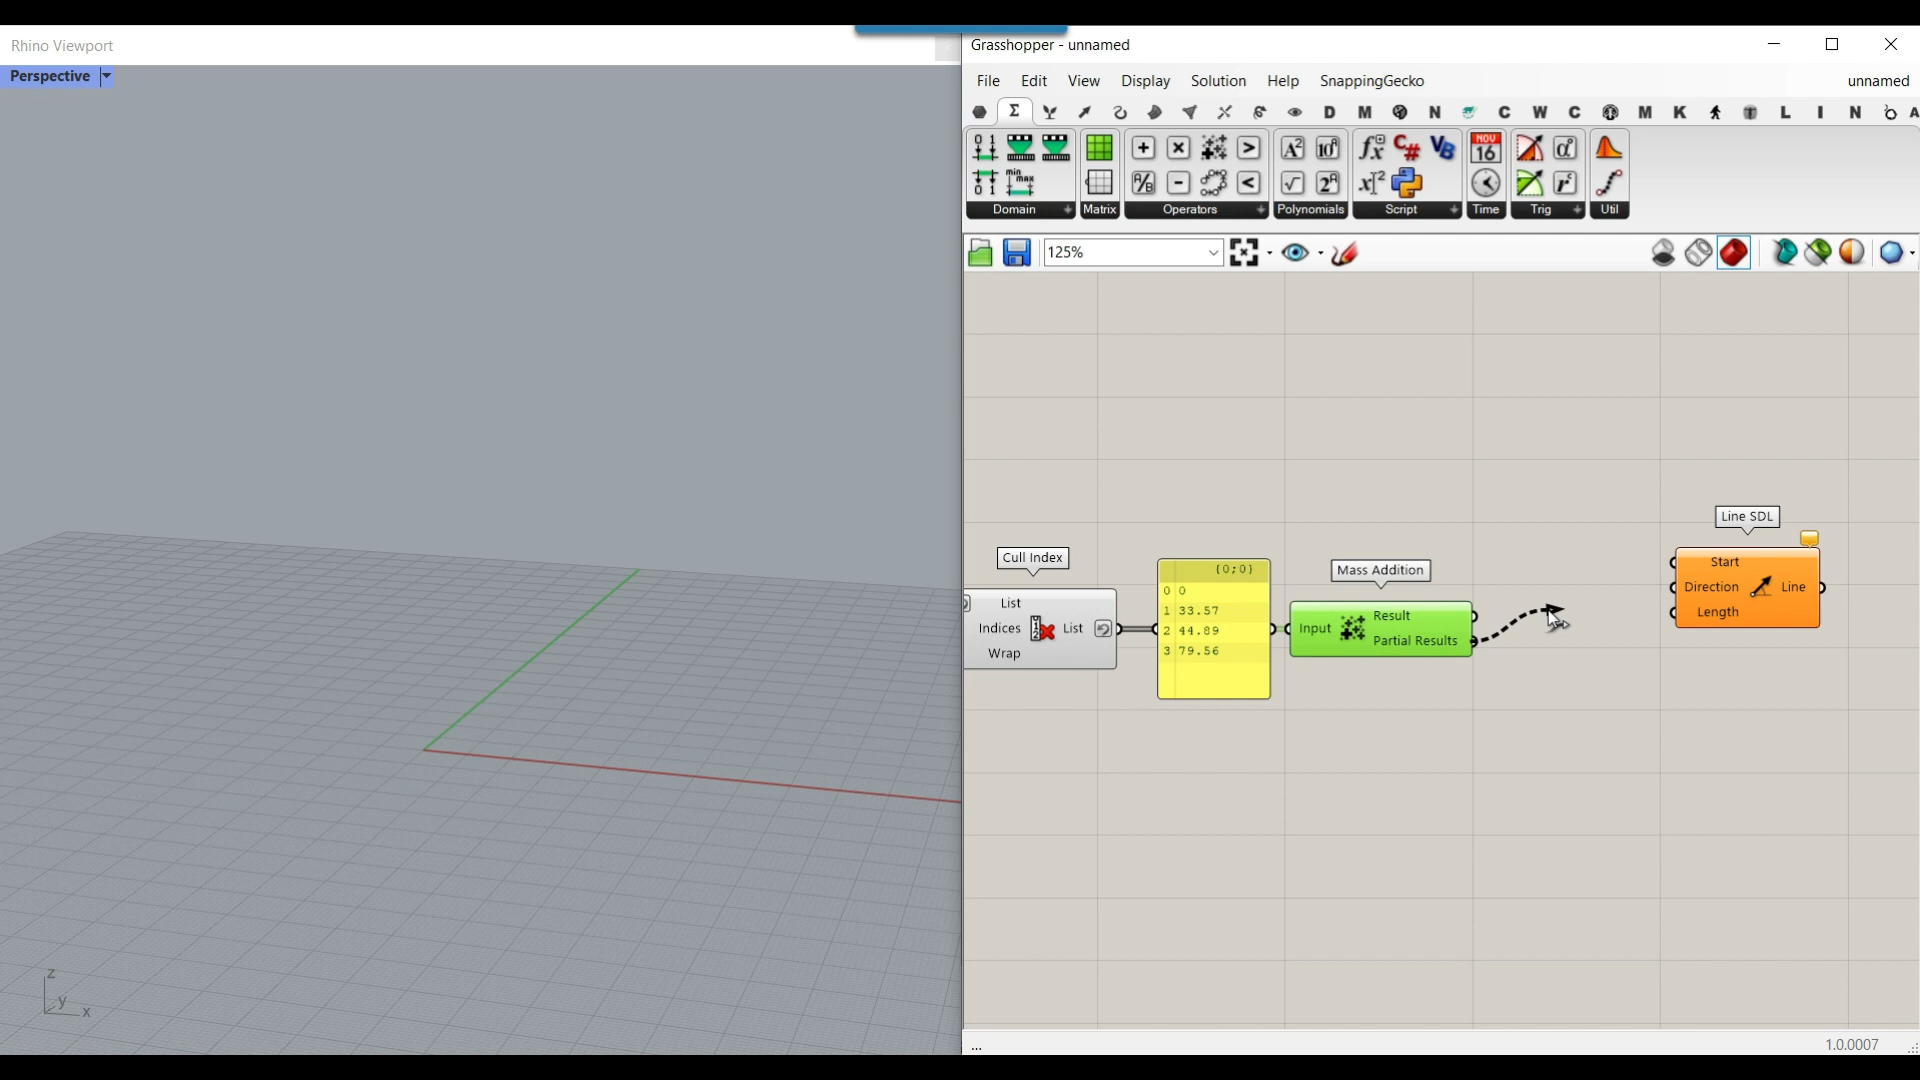 Rhino Viewport
Perspective
z
y
x
Grasshopper - unnamed
File Edit View Display Solution Help SnappingGecko unnamed
Σ D M N C W C M K L I N A
Domain Matrix Operators Polynomials Script Time Trig Util
125%
Line SDL
Start
Direction Line
Length
Cull Index
List
Indices List
Wrap
{0;0}
0 0
1 33.57
2 44.89
3 79.56
Mass Addition
Input Result
Partial Results
...
1.0.0007